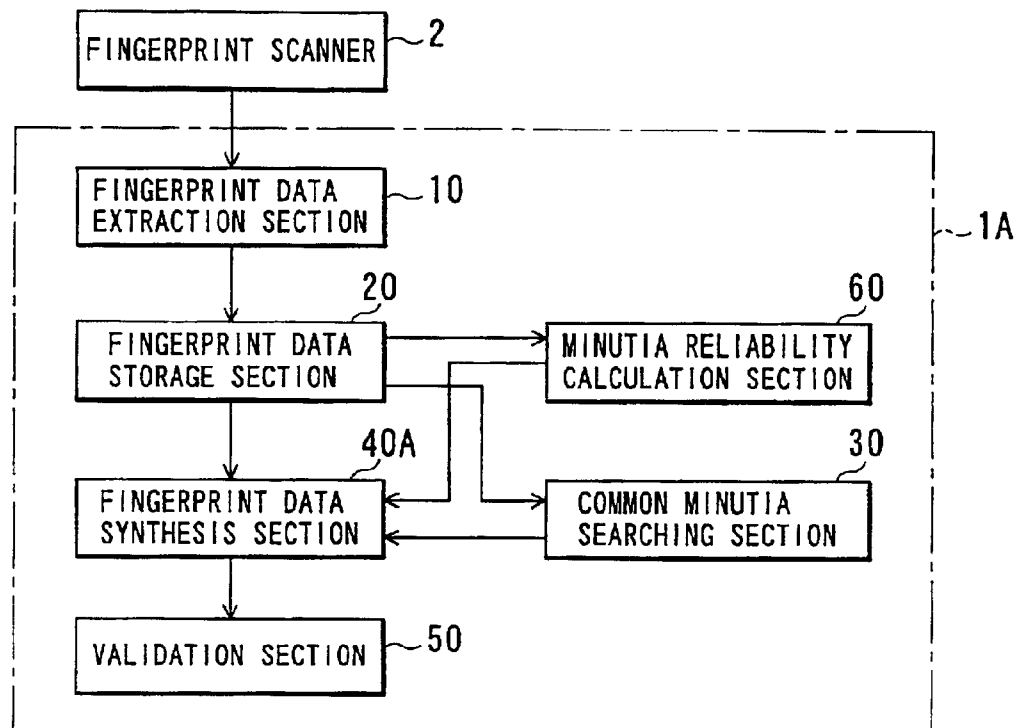 FINGERPRINT SCANNER
2
FINGERPRINT DATA
EXTRACTION SECTION
10
1A
20
FINGERPRINT DATA
STORAGE SECTION
60
MINUTIA RELIABILITY
CALCULATION SECTION
40A
FINGERPRINT DATA
SYNTHESIS SECTION
30
COMMON MINUTIA
SEARCHING SECTION
VALIDATION SECTION
50